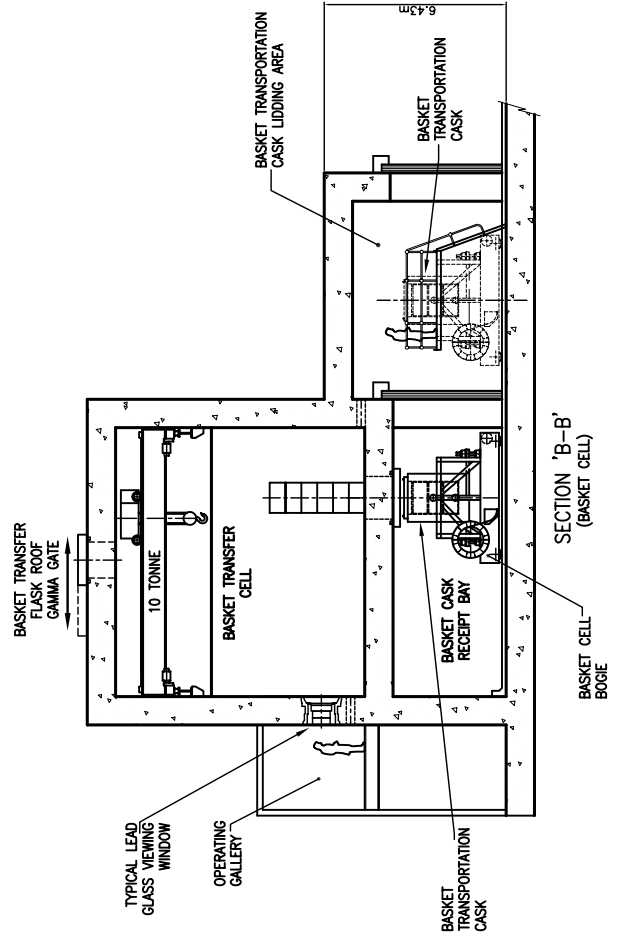 BASKET TRANSFER
FLASK ROOF
GAMMA GATE
10 TONNE
BASKET TRANSFER
CELL
TYPICAL LEAD
GLASS VIEWING
WINDOW
OPERATING
GALLERY
BASKET TRANSPORTATION
CASK LIDDING AREA
6.43m
BASKET
TRANSPORTATION
CASK
BASKET CASK
RECEIPT BAY
BASKET
TRANSPORTATION
CASK
BASKET CELL
BOGIE
SECTION 'B-B'
(BASKET CELL)